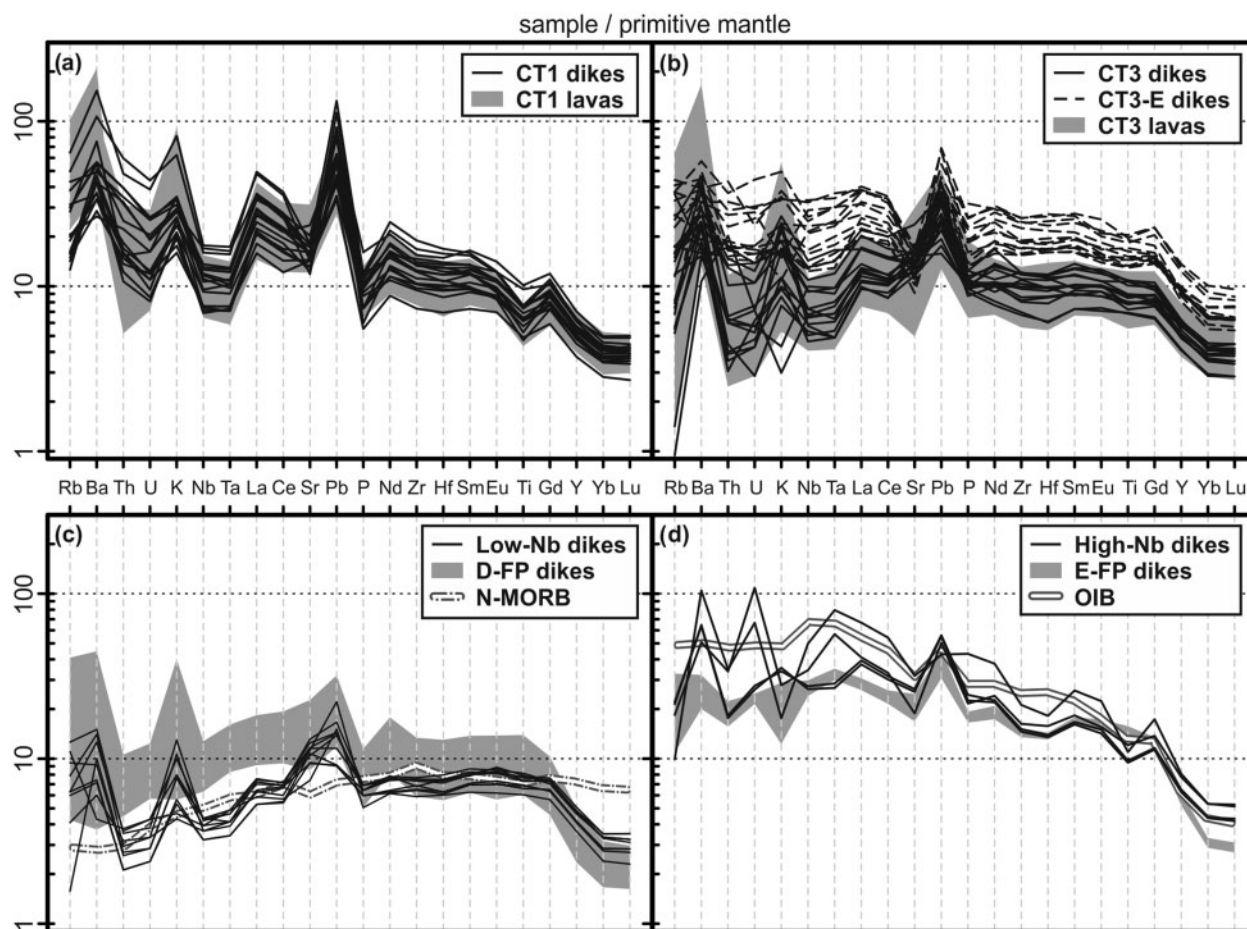 sample / primitive mantle
(a)
CT1 dikes
CT1 lavas
(b)
CT3 dikes
CT3-E dikes
CT3 lavas
100
10
1
Rb Ba Th U K Nb Ta La Ce Sr Pb P Nd Zr Hf Sm Eu Ti Gd Y Yb Lu
Rb Ba Th U K Nb Ta La Ce Sr Pb P Nd Zr Hf Sm Eu Ti Gd Y Yb Lu
(c)
Low-Nb dikes
D-FP dikes
N-MORB
(d)
High-Nb dikes
E-FP dikes
OIB
100
10
1